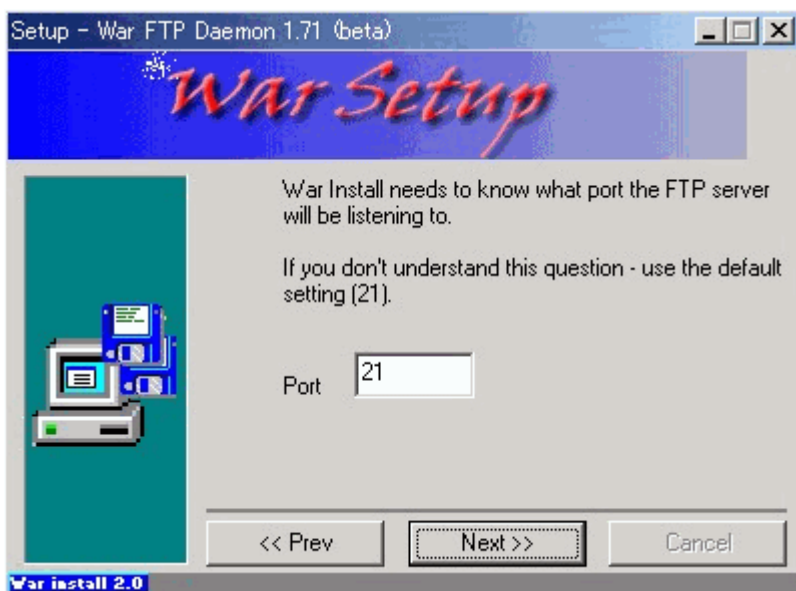 Setup - War FTP Daemon 1.71 (beta)
War Setup
War Install needs to know what port the FTP server
will be listening to.
If you don't understand this question - use the default
setting (21).
Port 21
<< Prev Next >> Cancel
War install 2.0